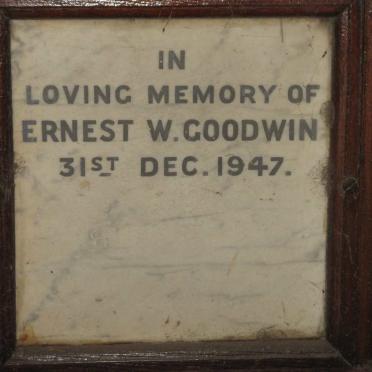 IN
LOVING MEMORY OF
ERNEST W. GOODWIN
31ST DEC. 1947.